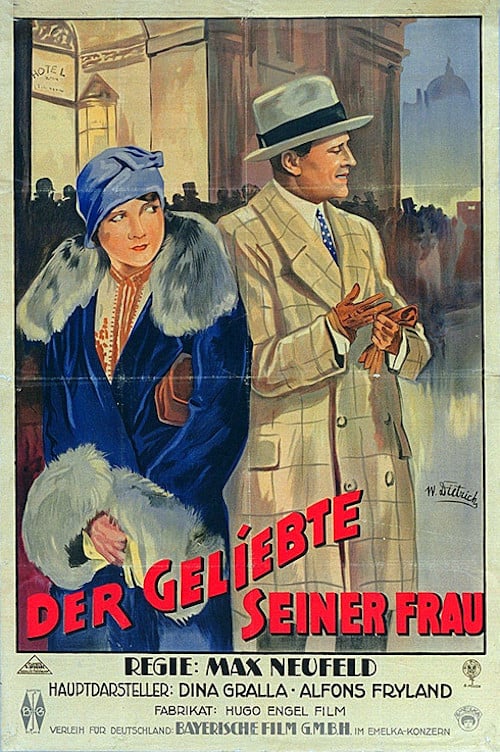 HOTEL
W. Dietrich
DER GELIEBTE
SEINER FRAU
REGIE: MAX NEUFELD
HAUPTDARSTELLER: DINA GRALLA · ALFONS FRYLAND
FABRIKAT: HUGO ENGEL FILM
VERLEIH FÜR DEUTSCHLAND: BAYERISCHE FILM G.M.B.H. IM EMELKA-KONZERN